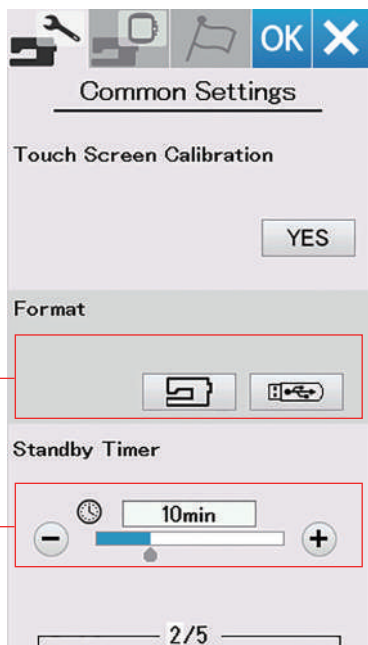 OK
Common Settings
Touch Screen Calibration
YES
Format
Standby Timer
10min
2/5